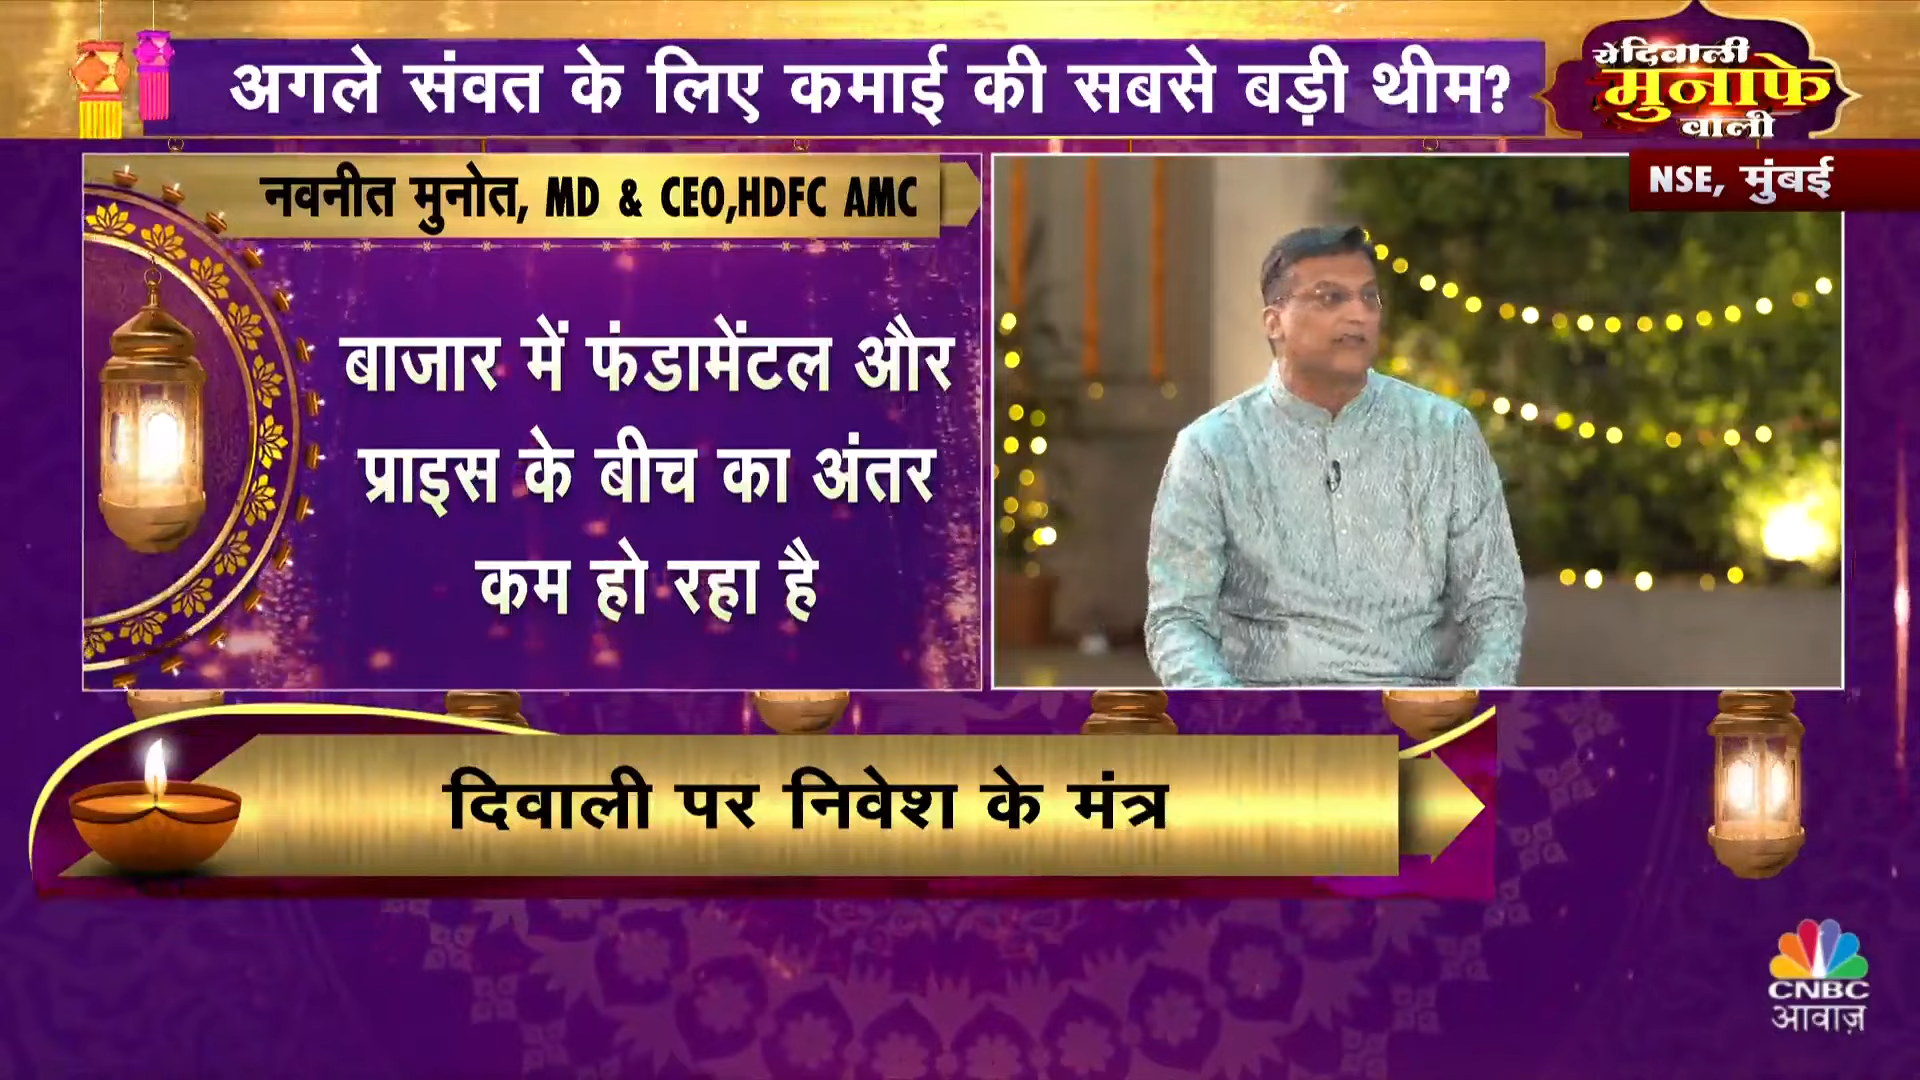 अगले संवत के लिए कमाई की सबसे बड़ी थीम?
ये दिवाली
मुनाफे
वाली
NSE, मुंबई
नवनीत मुनोत, MD & CEO,HDFC AMC
बाजार में फंडामेंटल और
प्राइस के बीच का अंतर
कम हो रहा है
दिवाली पर निवेश के मंत्र
CNBC
आवाज़